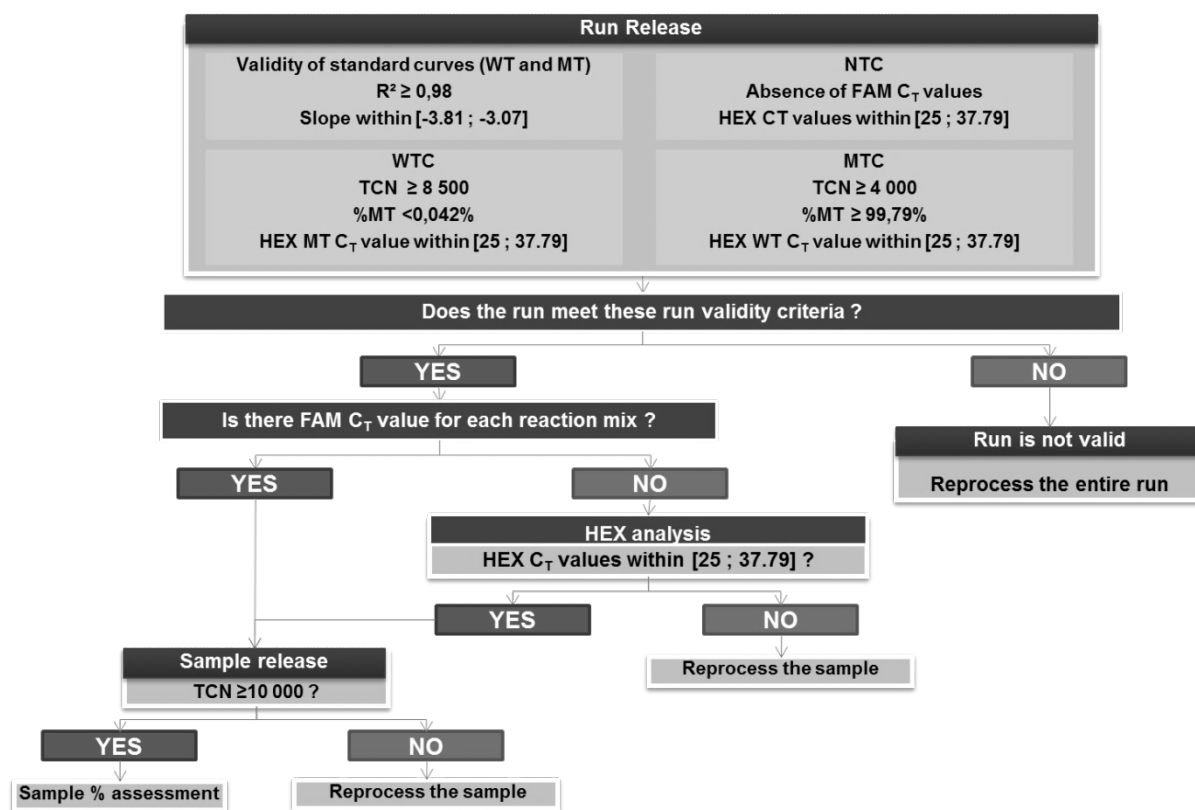 Run Release
Validity of standard curves (WT and MT)
R² ≥ 0,98
Slope within [-3.81 ; -3.07]
NTC
Absence of FAM CT values
HEX CT values within [25 ; 37.79]
WTC
TCN ≥ 8 500
%MT <0,042%
HEX MT CT value within [25 ; 37.79]
MTC
TCN ≥ 4 000
%MT ≥ 99,79%
HEX WT CT value within [25 ; 37.79]
Does the run meet these run validity criteria ?
YES
NO
Is there FAM CT value for each reaction mix ?
Run is not valid
Reprocess the entire run
YES
NO
HEX analysis
HEX CT values within [25 ; 37.79] ?
YES
NO
Sample release
TCN ≥10 000 ?
Reprocess the sample
YES
NO
Sample % assessment
Reprocess the sample